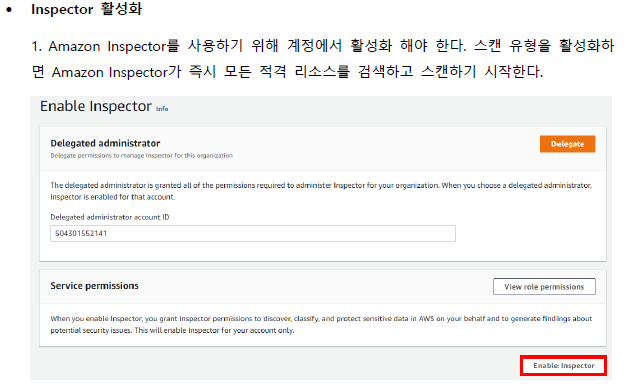 • Inspector 활성화
1. Amazon Inspector를 사용하기 위해 계정에서 활성화 해야 한다. 스캔 유형을 활성화하
면 Amazon Inspector가 즉시 모든 적격 리소스를 검색하고 스캔하기 시작한다.
Enable Inspector Info
Delegated administrator
Delegate
Delegate permissions to manage Inspector for this organization
The delegated administrator is granted all of the permissions required to administer Inspector for your organization. When you choose a delegated administrator,
Inspector is enabled for that account.
Delegated administrator account ID
504301552141
Service permissions
View role permissions
When you enable Inspector, you grant Inspector permissions to discover, classify, and protect sensitive data in AWS on your behalf and to generate findings about
potential security issues. This will enable Inspector for your account only.
Enable Inspector